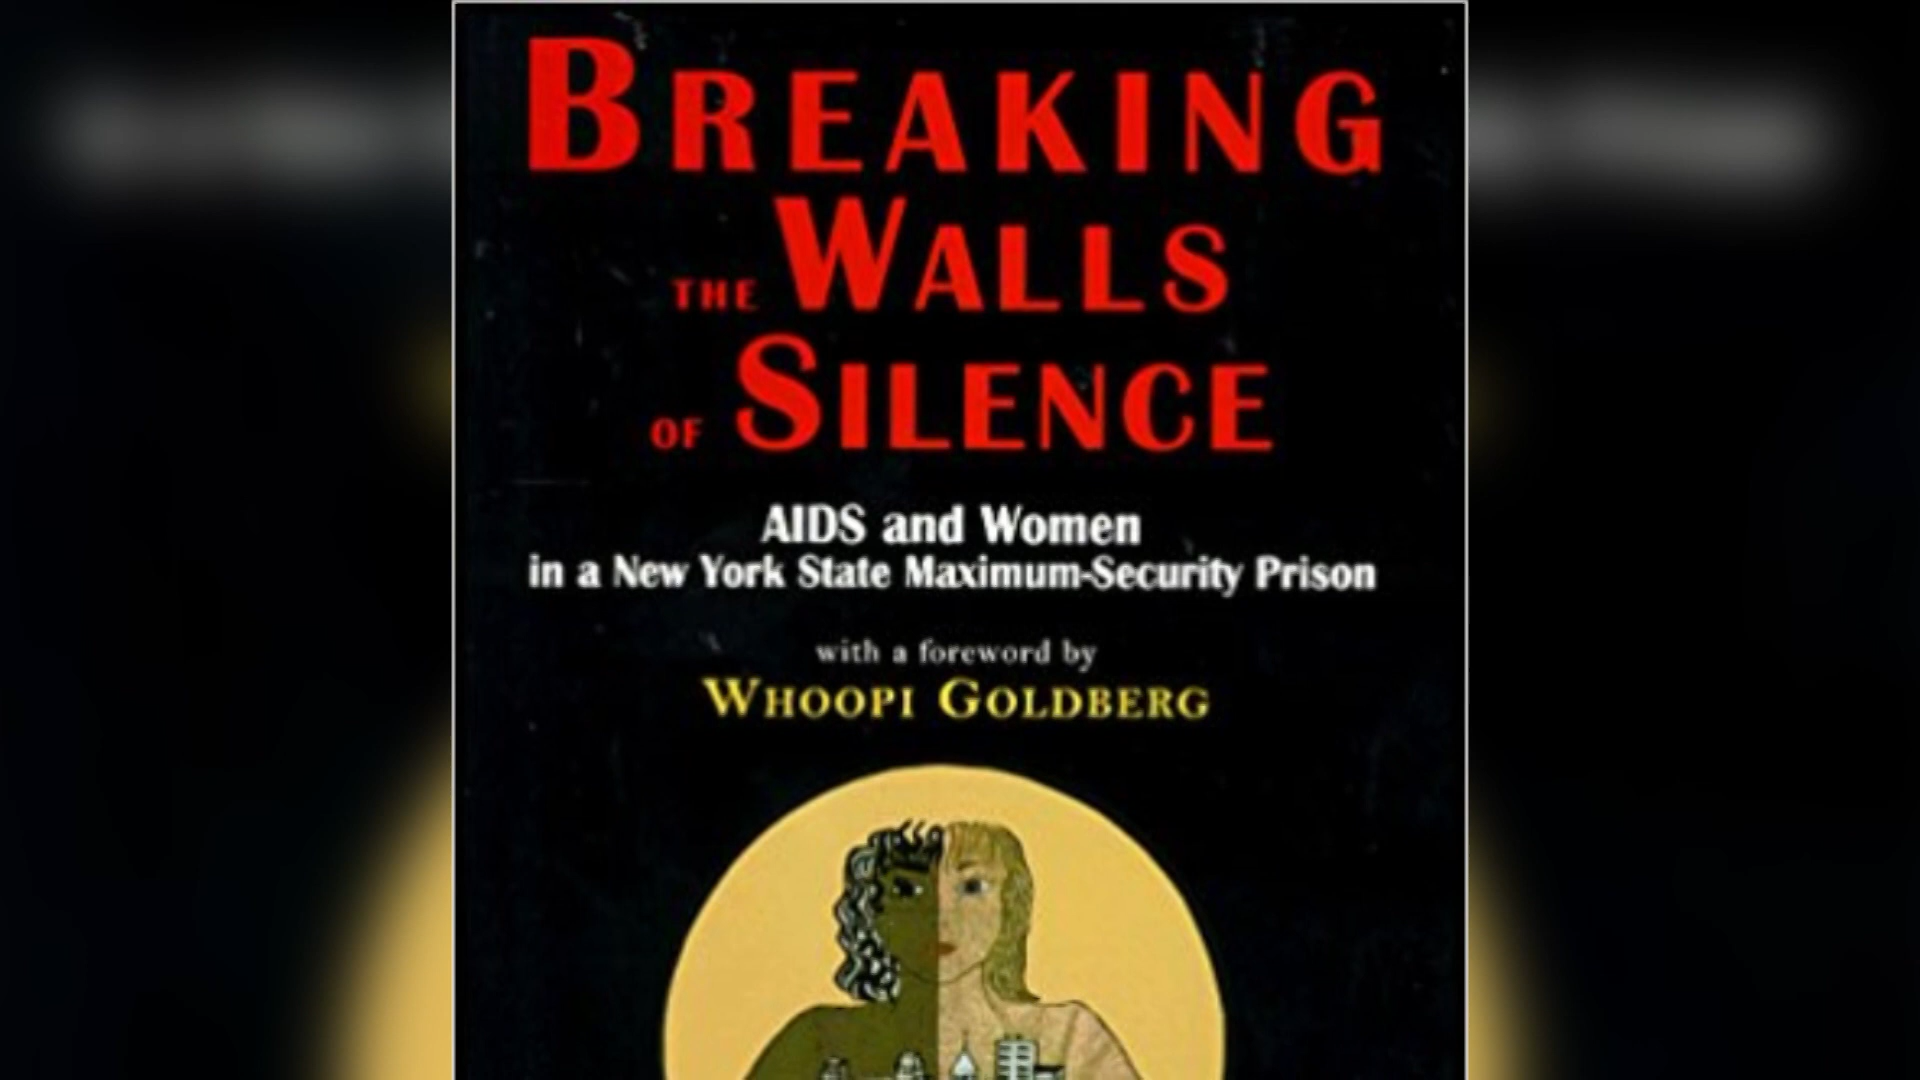 BREAKING
THE WALLS
OF SILENCE
AIDS and Women
in a New York State Maximum-Security Prison
with a foreword by
WHOOPI GOLDBERG